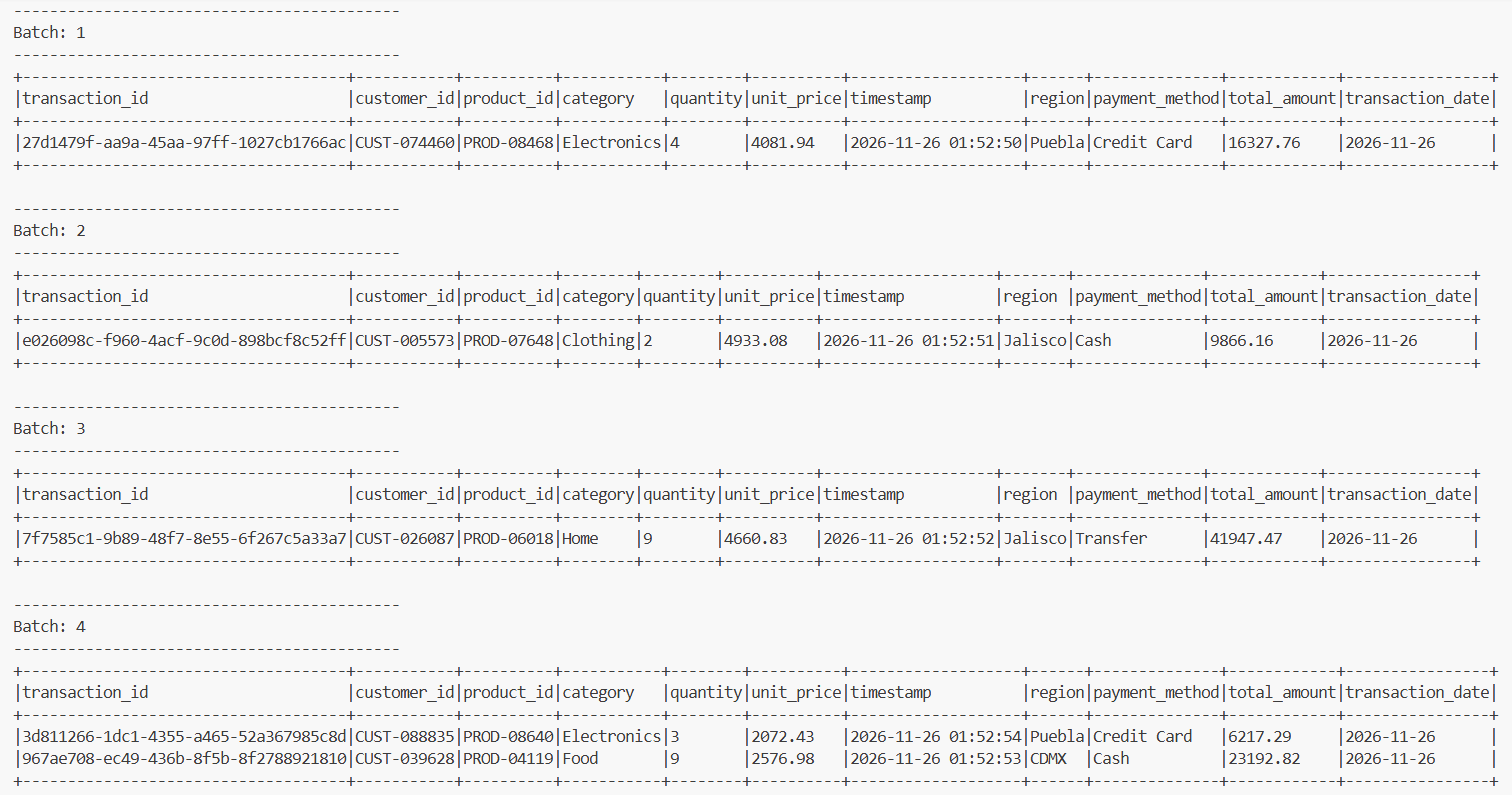 -------------------------------------------
Batch: 1
-------------------------------------------
+------------------------------------+-----------+----------+-----------+--------+----------+-------------------+------+--------------+------------+----------------+
|transaction_id                      |customer_id|product_id|category   |quantity|unit_price|timestamp          |region|payment_method|total_amount|transaction_date|
+------------------------------------+-----------+----------+-----------+--------+----------+-------------------+------+--------------+------------+----------------+
|27d1479f-aa9a-45aa-97ff-1027cb1766ac|CUST-074460|PROD-08468|Electronics|4       |4081.94   |2026-11-26 01:52:50|Puebla|Credit Card   |16327.76    |2026-11-26      |
+------------------------------------+-----------+----------+-----------+--------+----------+-------------------+------+--------------+------------+----------------+
-------------------------------------------
Batch: 2
-------------------------------------------
+------------------------------------+-----------+----------+--------+--------+----------+-------------------+-------+--------------+------------+----------------+
|transaction_id                      |customer_id|product_id|category|quantity|unit_price|timestamp          |region |payment_method|total_amount|transaction_date|
+------------------------------------+-----------+----------+--------+--------+----------+-------------------+-------+--------------+------------+----------------+
|e026098c-f960-4acf-9c0d-898bcf8c52ff|CUST-005573|PROD-07648|Clothing|2       |4933.08   |2026-11-26 01:52:51|Jalisco|Cash          |9866.16     |2026-11-26      |
+------------------------------------+-----------+----------+--------+--------+----------+-------------------+-------+--------------+------------+----------------+
-------------------------------------------
Batch: 3
-------------------------------------------
+------------------------------------+-----------+----------+--------+--------+----------+-------------------+-------+--------------+------------+----------------+
|transaction_id                      |customer_id|product_id|category|quantity|unit_price|timestamp          |region |payment_method|total_amount|transaction_date|
+------------------------------------+-----------+----------+--------+--------+----------+-------------------+-------+--------------+------------+----------------+
|7f7585c1-9b89-48f7-8e55-6f267c5a33a7|CUST-026087|PROD-06018|Home    |9       |4660.83   |2026-11-26 01:52:52|Jalisco|Transfer      |41947.47    |2026-11-26      |
+------------------------------------+-----------+----------+--------+--------+----------+-------------------+-------+--------------+------------+----------------+
-------------------------------------------
Batch: 4
-------------------------------------------
+------------------------------------+-----------+----------+-----------+--------+----------+-------------------+------+--------------+------------+----------------+
|transaction_id                      |customer_id|product_id|category   |quantity|unit_price|timestamp          |region|payment_method|total_amount|transaction_date|
+------------------------------------+-----------+----------+-----------+--------+----------+-------------------+------+--------------+------------+----------------+
|3d811266-1dc1-4355-a465-52a367985c8d|CUST-088835|PROD-08640|Electronics|3       |2072.43   |2026-11-26 01:52:54|Puebla|Credit Card   |6217.29     |2026-11-26      |
|967ae708-ec49-436b-8f5b-8f2788921810|CUST-039628|PROD-04119|Food       |9       |2576.98   |2026-11-26 01:52:53|CDMX  |Cash          |23192.82    |2026-11-26      |
+------------------------------------+-----------+----------+-----------+--------+----------+-------------------+------+--------------+------------+----------------+